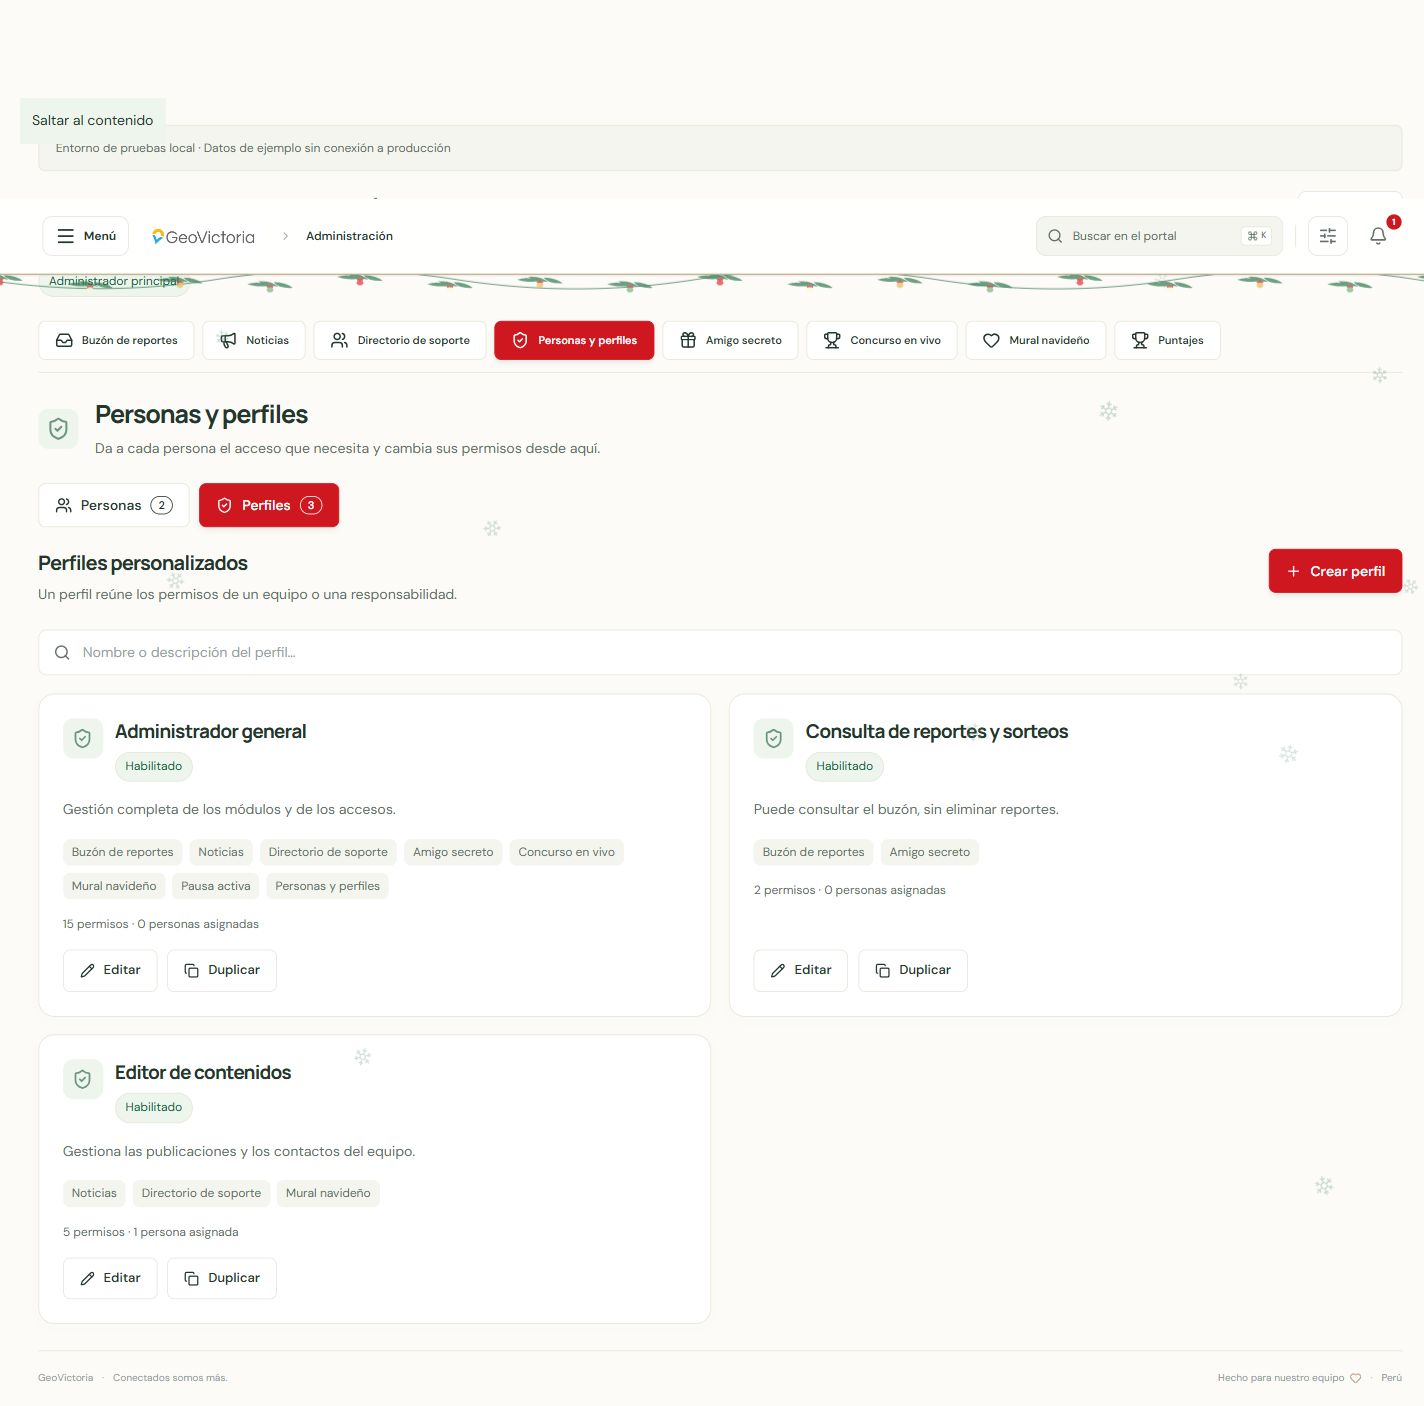 Saltar al contenido
Entorno de pruebas local · Datos de ejemplo sin conexión a producción
Menú
GeoVictoria
Administración
Buscar en el portal
⌘ K
1
Administrador principal
Buzón de reportes
Noticias
Directorio de soporte
Personas y perfiles
Amigo secreto
Concurso en vivo
Mural navideño
Puntajes
Personas y perfiles
Da a cada persona el acceso que necesita y cambia sus permisos desde aquí.
Personas 2
Perfiles 3
Perfiles personalizados
Un perfil reúne los permisos de un equipo o una responsabilidad.
Crear perfil
Nombre o descripción del perfil...
Administrador general
Habilitado
Gestión completa de los módulos y de los accesos.
Buzón de reportes
Noticias
Directorio de soporte
Amigo secreto
Concurso en vivo
Mural navideño
Pausa activa
Personas y perfiles
15 permisos · 0 personas asignadas
Editar
Duplicar
Consulta de reportes y sorteos
Habilitado
Puede consultar el buzón, sin eliminar reportes.
Buzón de reportes
Amigo secreto
2 permisos · 0 personas asignadas
Editar
Duplicar
Editor de contenidos
Habilitado
Gestiona las publicaciones y los contactos del equipo.
Noticias
Directorio de soporte
Mural navideño
5 permisos · 1 persona asignada
Editar
Duplicar
GeoVictoria · Conectados somos más.
Hecho para nuestro equipo · Perú